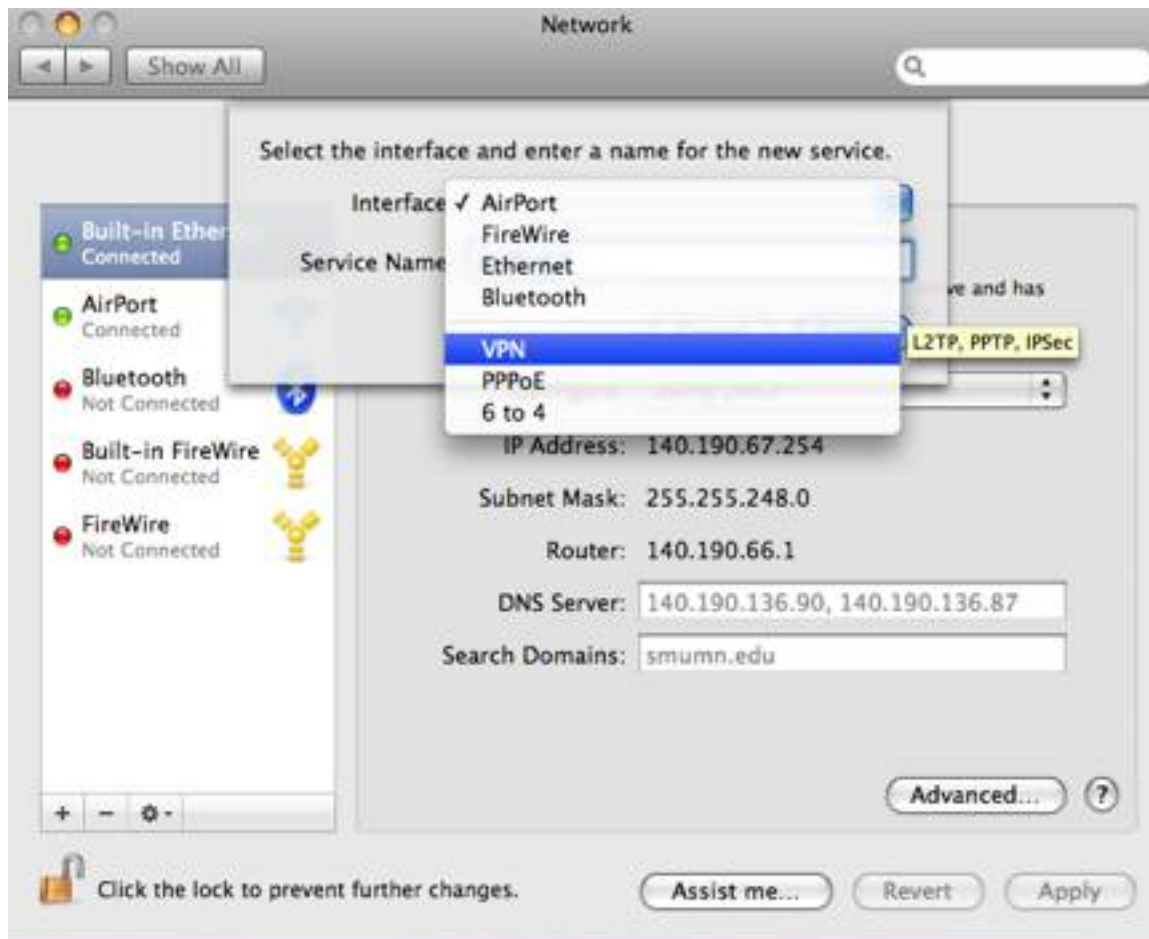 Network
Show All
Select the interface and enter a name for the new service.
Interface ✓ AirPort
FireWire
Service Name
Ethernet
Bluetooth
VPN
L2TP, PPTP, IPSec
PPPoE
6 to 4
Built-in Ether
Connected
AirPort
Connected
Bluetooth
Not Connected
Built-in FireWire
Not Connected
FireWire
Not Connected
ve and has
IP Address: 140.190.67.254
Subnet Mask: 255.255.248.0
Router: 140.190.66.1
DNS Server: 140.190.136.90, 140.190.136.87
Search Domains: smumn.edu
Advanced... ?
+ -
Click the lock to prevent further changes.
Assist me... Revert Apply